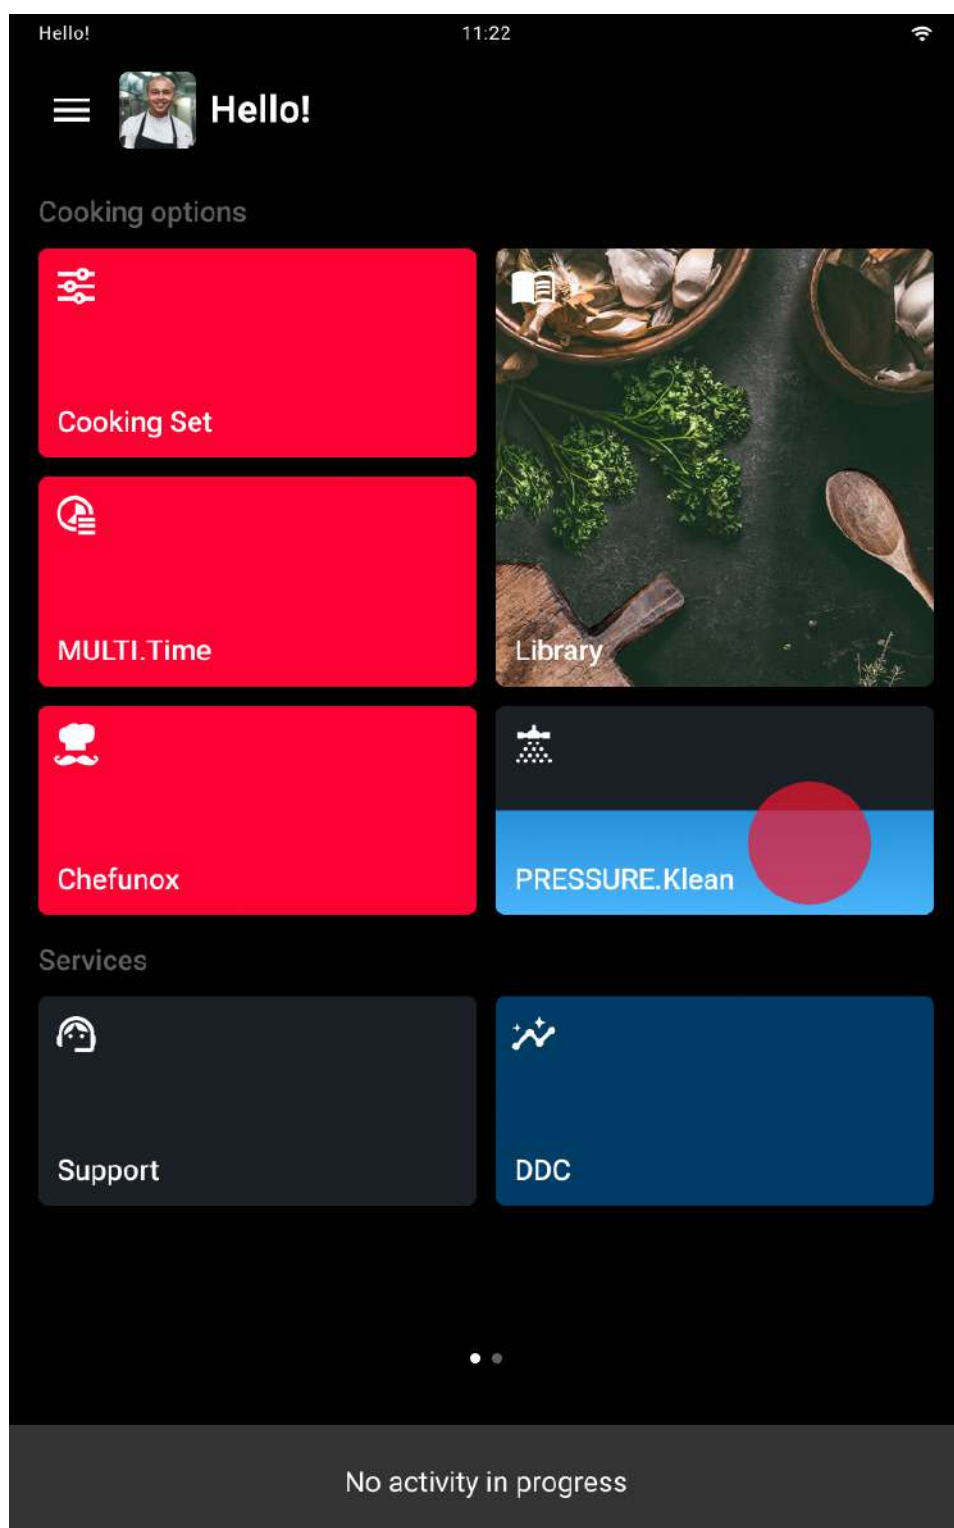 Hello!
11:22
Hello!
Cooking options
Cooking Set
MULTI.Time
Library
Chefunox
PRESSURE.Klean
Services
Support
DDC
No activity in progress